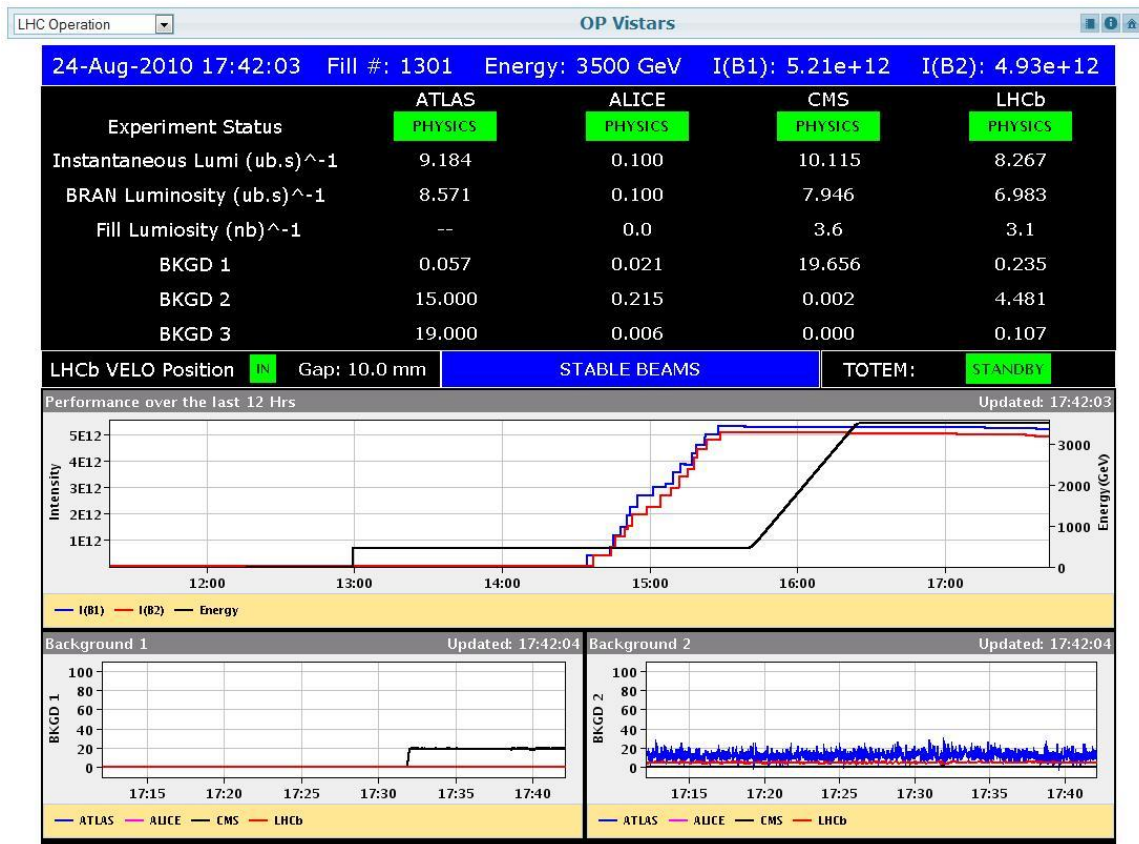 LHC Operation
OP Vistars
24-Aug-2010 17:42:03 Fill #: 1301 Energy: 3500 GeV I(B1): 5.21e+12 I(B2): 4.93e+12
ATLAS ALICE CMS LHCb
Experiment Status PHYSICS PHYSICS PHYSICS PHYSICS
Instantaneous Lumi (ub.s)^-1 9.184 0.100 10.115 8.267
BRAN Luminosity (ub.s)^-1 8.571 0.100 7.946 6.983
Fill Lumiosity (nb)^-1 -- 0.0 3.6 3.1
BKGD 1 0.057 0.021 19.656 0.235
BKGD 2 15.000 0.215 0.002 4.481
BKGD 3 19.000 0.006 0.000 0.107
LHCb VELO Position IN Gap: 10.0 mm STABLE BEAMS TOTEM: STANDBY
Performance over the last 12 Hrs Updated: 17:42:03
5E12
4E12
3E12
2E12
1E12
Intensity
3000
2000
1000
0
Energy(GeV)
12:00 13:00 14:00 15:00 16:00 17:00
I(B1) I(B2) Energy
Background 1 Updated: 17:42:04
100
80
60
40
20
0
BKGD 1
17:15 17:20 17:25 17:30 17:35 17:40
ATLAS ALICE CMS LHCb
Background 2 Updated: 17:42:04
100
80
60
40
20
0
BKGD 2
17:15 17:20 17:25 17:30 17:35 17:40
ATLAS ALICE CMS LHCb